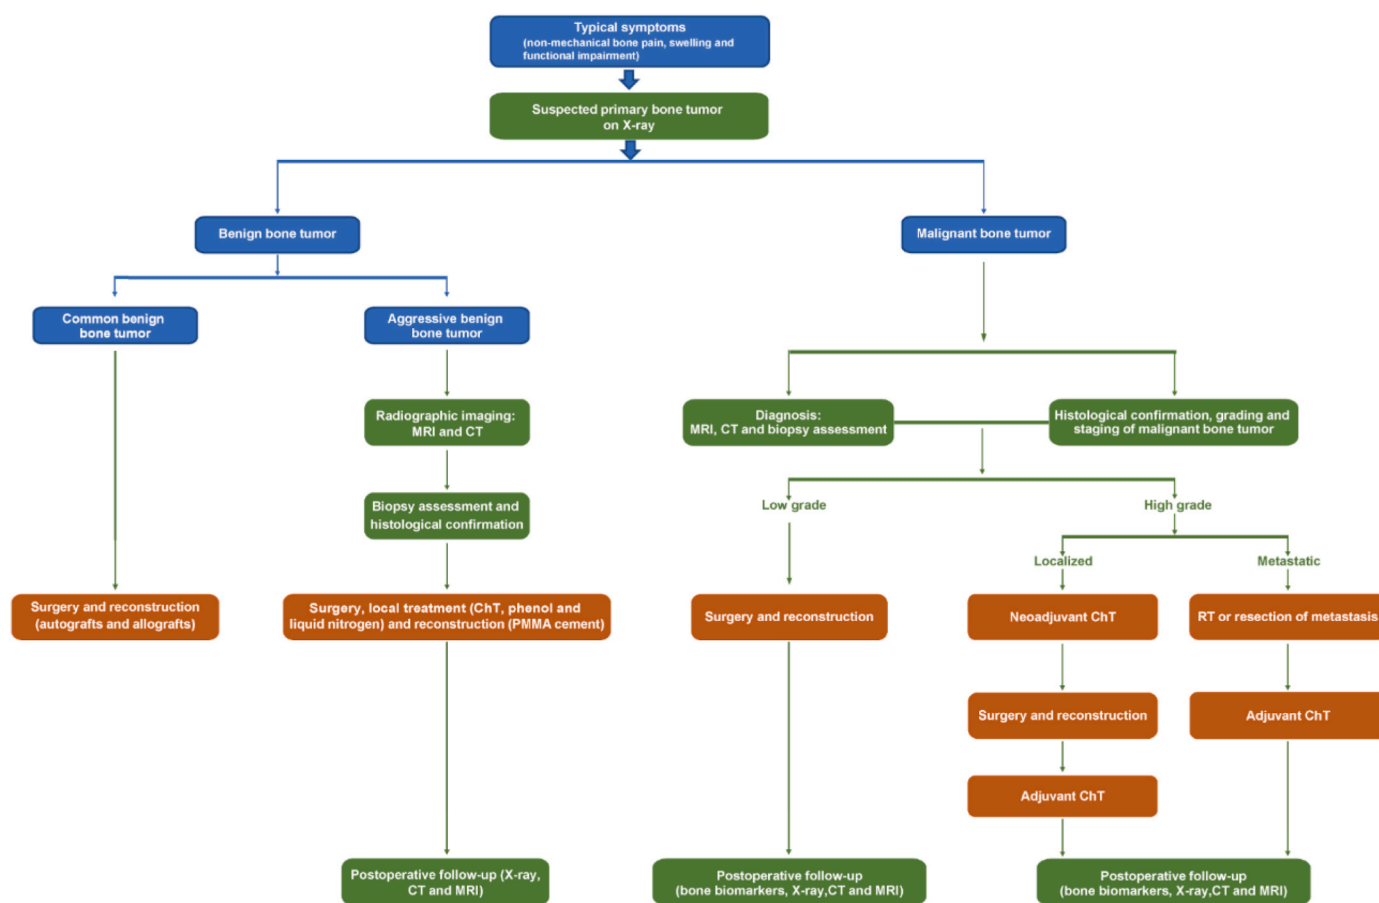 Typical symptoms
(non-mechanical bone pain, swelling and
functional impairment)
Suspected primary bone tumor
on X-ray
Benign bone tumor
Malignant bone tumor
Common benign
bone tumor
Aggressive benign
bone tumor
Radiographic imaging:
MRI and CT
Diagnosis:
MRI, CT and biopsy assessment
Histological confirmation, grading and
staging of malignant bone tumor
Biopsy assessment and
histological confirmation
Low grade
High grade
Localized
Metastatic
Surgery and reconstruction
(autografts and allografts)
Surgery, local treatment (ChT, phenol and
liquid nitrogen) and reconstruction (PMMA cement)
Surgery and reconstruction
Neoadjuvant ChT
RT or resection of metastasis
Surgery and reconstruction
Adjuvant ChT
Adjuvant ChT
Postoperative follow-up (X-ray,
CT and MRI)
Postoperative follow-up
(bone biomarkers, X-ray,CT and MRI)
Postoperative follow-up
(bone biomarkers, X-ray,CT and MRI)